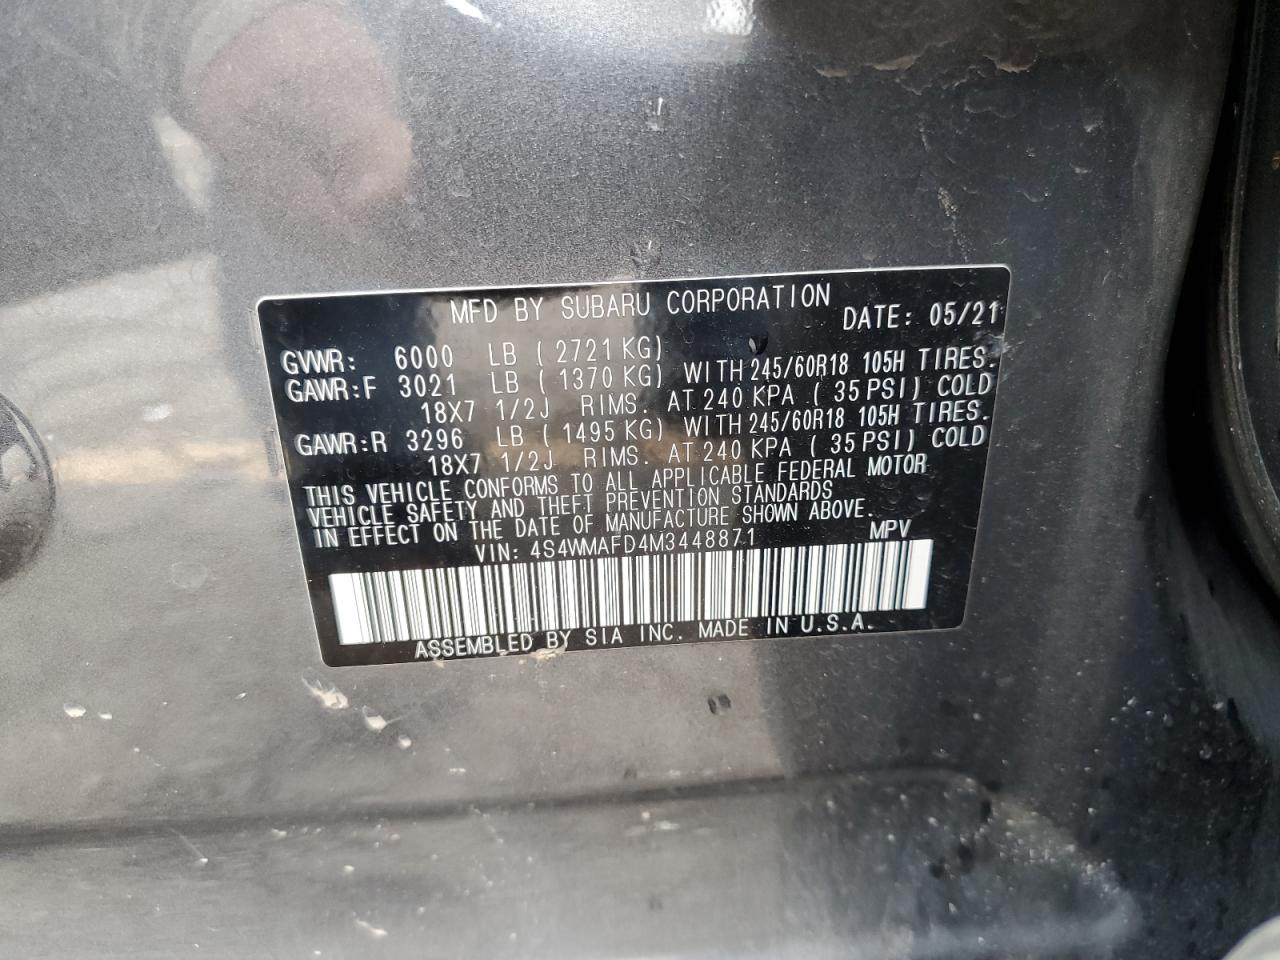 MFD BY SUBARU CORPORATION
DATE: 05/21
GVWR: 6000 LB ( 2721 KG)
GAWR:F 3021 LB ( 1370 KG) WITH 245/60R18 105H TIRES.
18X7 1/2J RIMS. AT 240 KPA ( 35 PSI) COLD
GAWR:R 3296 LB ( 1495 KG) WITH 245/60R18 105H TIRES.
18X7 1/2J RIMS. AT 240 KPA ( 35 PSI) COLD
THIS VEHICLE CONFORMS TO ALL APPLICABLE FEDERAL MOTOR
VEHICLE SAFETY AND THEFT PREVENTION STANDARDS
IN EFFECT ON THE DATE OF MANUFACTURE SHOWN ABOVE.
VIN: 4S4WMAFD4M3448871 MPV
ASSEMBLED BY SIA INC. MADE IN U.S.A.